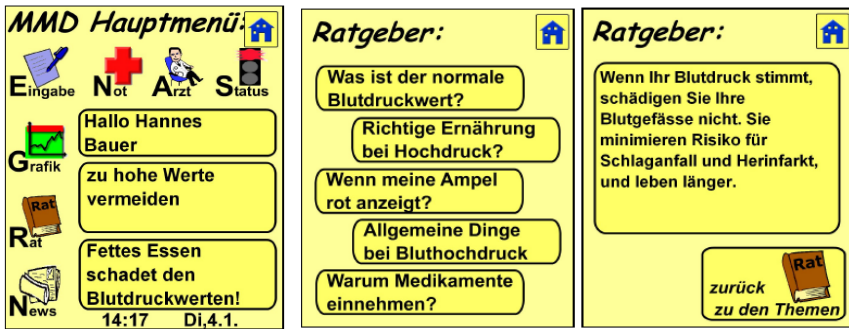 MMD Hauptmenü:
Eingabe Not Arzt Status
Hallo Hannes
Bauer
Grafik
zu hohe Werte
vermeiden
Rat
Rat
Fettes Essen
schadet den
Blutdruckwerten!
News
14:17 Di,4.1.
Ratgeber:
Was ist der normale
Blutdruckwert?
Richtige Ernährung
bei Hochdruck?
Wenn meine Ampel
rot anzeigt?
Allgemeine Dinge
bei Bluthochdruck
Warum Medikamente
einnehmen?
Ratgeber:
Wenn Ihr Blutdruck stimmt,
schädigen Sie Ihre
Blutgefässe nicht. Sie
minimieren Risiko für
Schlaganfall und Herinfarkt,
und leben länger.
Rat
zurück
zu den Themen